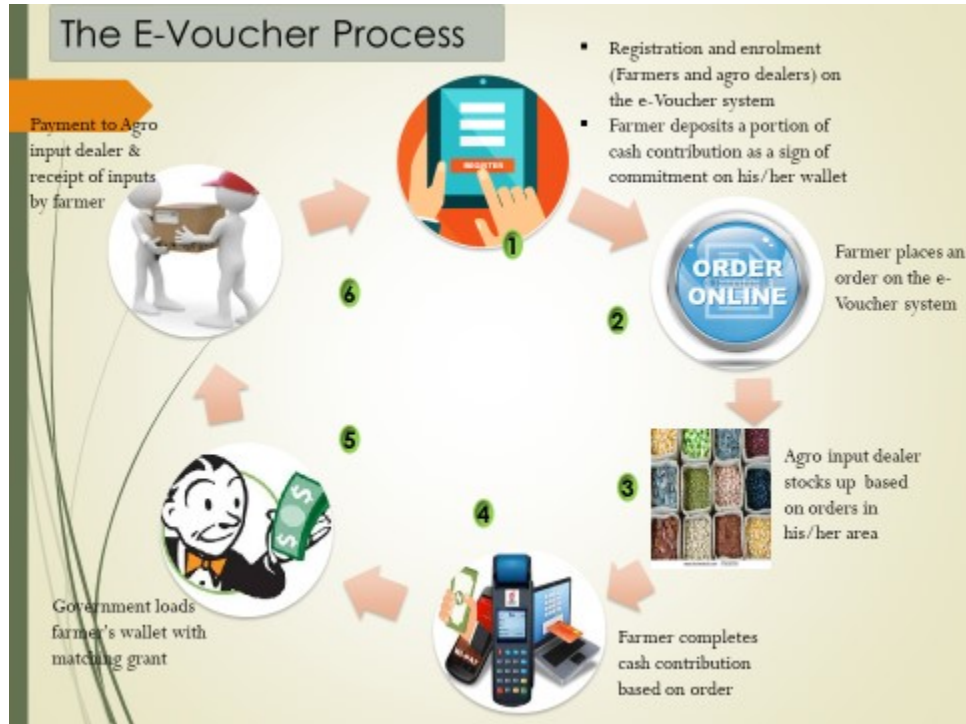 The E-Voucher Process
▪ Registration and enrolment
(Farmers and agro dealers) on
the e-Voucher system
▪ Farmer deposits a portion of
cash contribution as a sign of
commitment on his/her wallet
REGISTER
1
ORDER
ONLINE
Farmer places an
order on the e-
Voucher system
2
Agro input dealer
stocks up based
on orders in
his/her area
3
Farmer completes
cash contribution
based on order
4
Government loads
farmer's wallet with
matching grant
5
Payment to Agro
input dealer &
receipt of inputs
by farmer
6